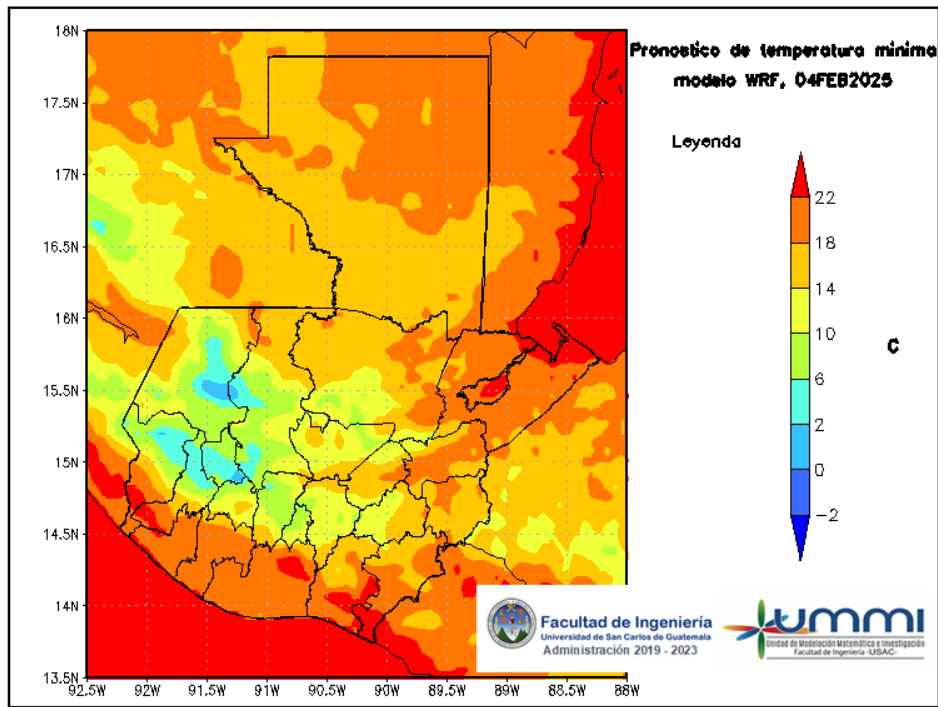 Pronostico de temperatura minima
modelo WRF, 04FEB2025
Leyenda
22
18
14
10
6
2
0
−2
C
18N
17.5N
17N
16.5N
16N
15.5N
15N
14.5N
14N
13.5N
92.5W
92W
91.5W
91W
90.5W
90W
89.5W
89W
88.5W
88W
Facultad de Ingeniería
Universidad de San Carlos de Guatemala
Administración 2019 - 2023
UMMI
Unidad de Modelación Matemática e Investigación
Facultad de Ingeniería -USAC-